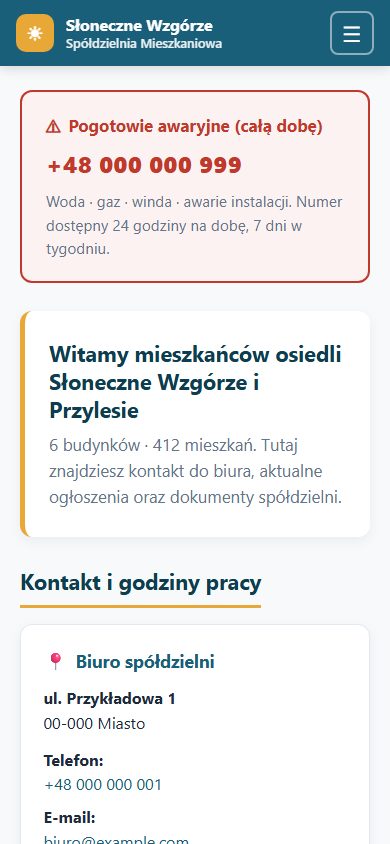 Słoneczne Wzgórze
Spółdzielnia Mieszkaniowa
Pogotowie awaryjne (całą dobę)
+48 000 000 999
Woda · gaz · winda · awarie instalacji. Numer
dostępny 24 godziny na dobę, 7 dni w
tygodniu.
Witamy mieszkańców osiedli
Słoneczne Wzgórze i
Przylesie
6 budynków · 412 mieszkań. Tutaj
znajdziesz kontakt do biura, aktualne
ogłoszenia oraz dokumenty spółdzielni.
Kontakt i godziny pracy
Biuro spółdzielni
ul. Przykładowa 1
00-000 Miasto
Telefon:
+48 000 000 001
E-mail:
biuro@example.com